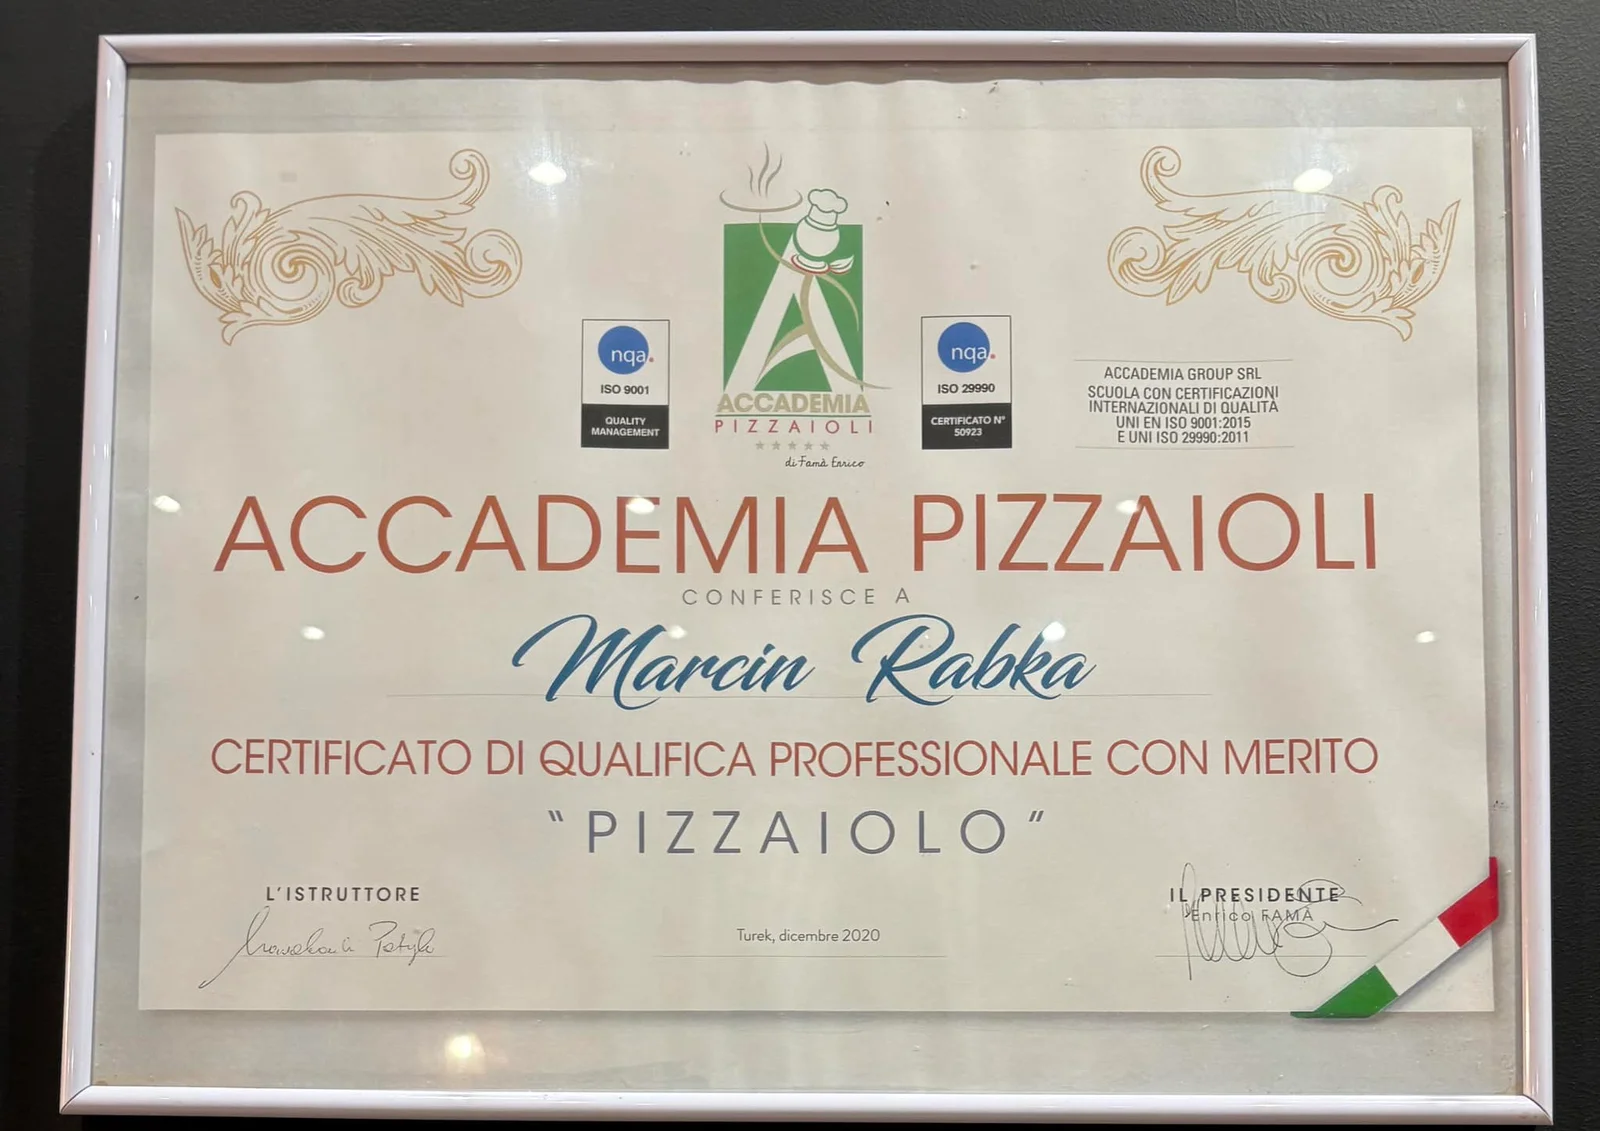 nqa.
ISO 9001
QUALITY
MANAGEMENT
ACCADEMIA
PIZZAIOLI
di Famà Enrico
nqa.
ISO 29990
CERTIFICATO N°
50923
ACCADEMIA GROUP SRL
SCUOLA CON CERTIFICAZIONI
INTERNAZIONALI DI QUALITÀ
UNI EN ISO 9001:2015
E UNI ISO 29990:2011
ACCADEMIA PIZZAIOLI
CONFERISCE A
Marcin Rabka
CERTIFICATO DI QUALIFICA PROFESSIONALE CON MERITO
“PIZZAIOLO”
L'ISTRUTTORE
Turek, dicembre 2020
IL PRESIDENTE
Enrico FAMÀ